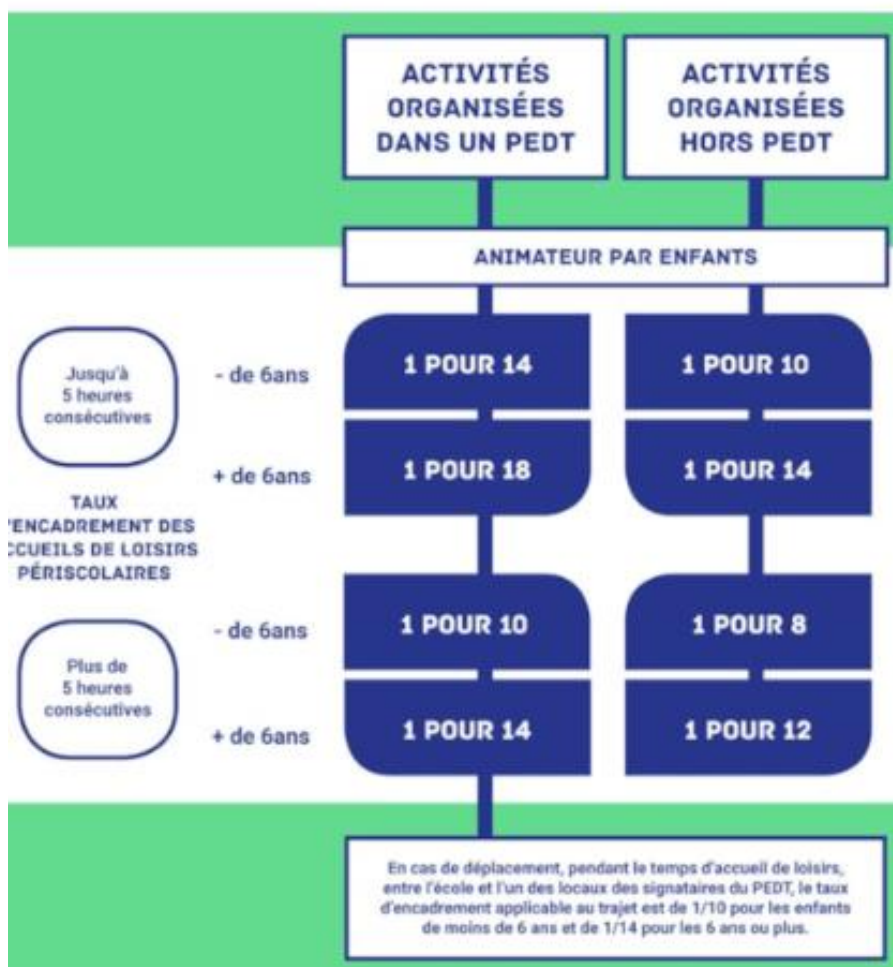 ACTIVITÉS
ORGANISÉES
DANS UN PEDT
ACTIVITÉS
ORGANISÉES
HORS PEDT
ANIMATEUR PAR ENFANTS
Jusqu'à
5 heures
consécutives
- de 6ans
1 POUR 14
1 POUR 10
+ de 6ans
1 POUR 18
1 POUR 14
TAUX
'ENCADREMENT DES
CCUEILS DE LOISIRS
PÉRISCOLAIRES
Plus de
5 heures
consécutives
- de 6ans
1 POUR 10
1 POUR 8
+ de 6ans
1 POUR 14
1 POUR 12
En cas de déplacement, pendant le temps d'accueil de loisirs,
entre l'école et l'un des locaux des signataires du PEDT, le taux
d'encadrement applicable au trajet est de 1/10 pour les enfants
de moins de 6 ans et de 1/14 pour les 6 ans ou plus.